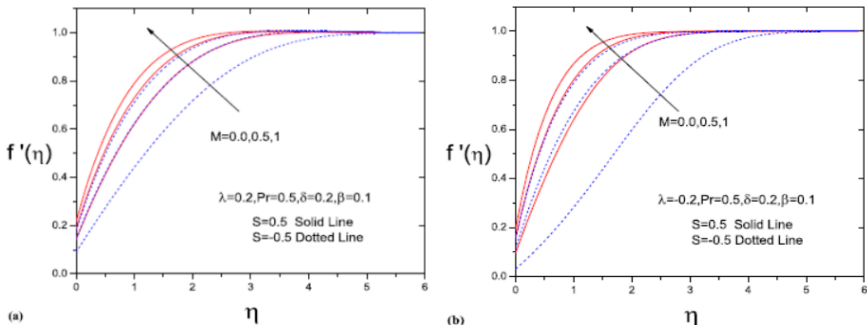 1.0
0.8
0.6
f '(η)
0.4
0.2
0.0
M=0.0,0.5,1
λ=0.2,Pr=0.5,δ=0.2,β=0.1
S=0.5 Solid Line
S=-0.5 Dotted Line
0 1 2 3 4 5 6
(a)
η
1.0
0.8
0.6
f '(η)
0.4
0.2
0.0
M=0.0,0.5,1
λ=-0.2,Pr=0.5,δ=0.2,β=0.1
S=0.5 Solid Line
S=-0.5 Dotted Line
0 1 2 3 4 5 6
(b)
η